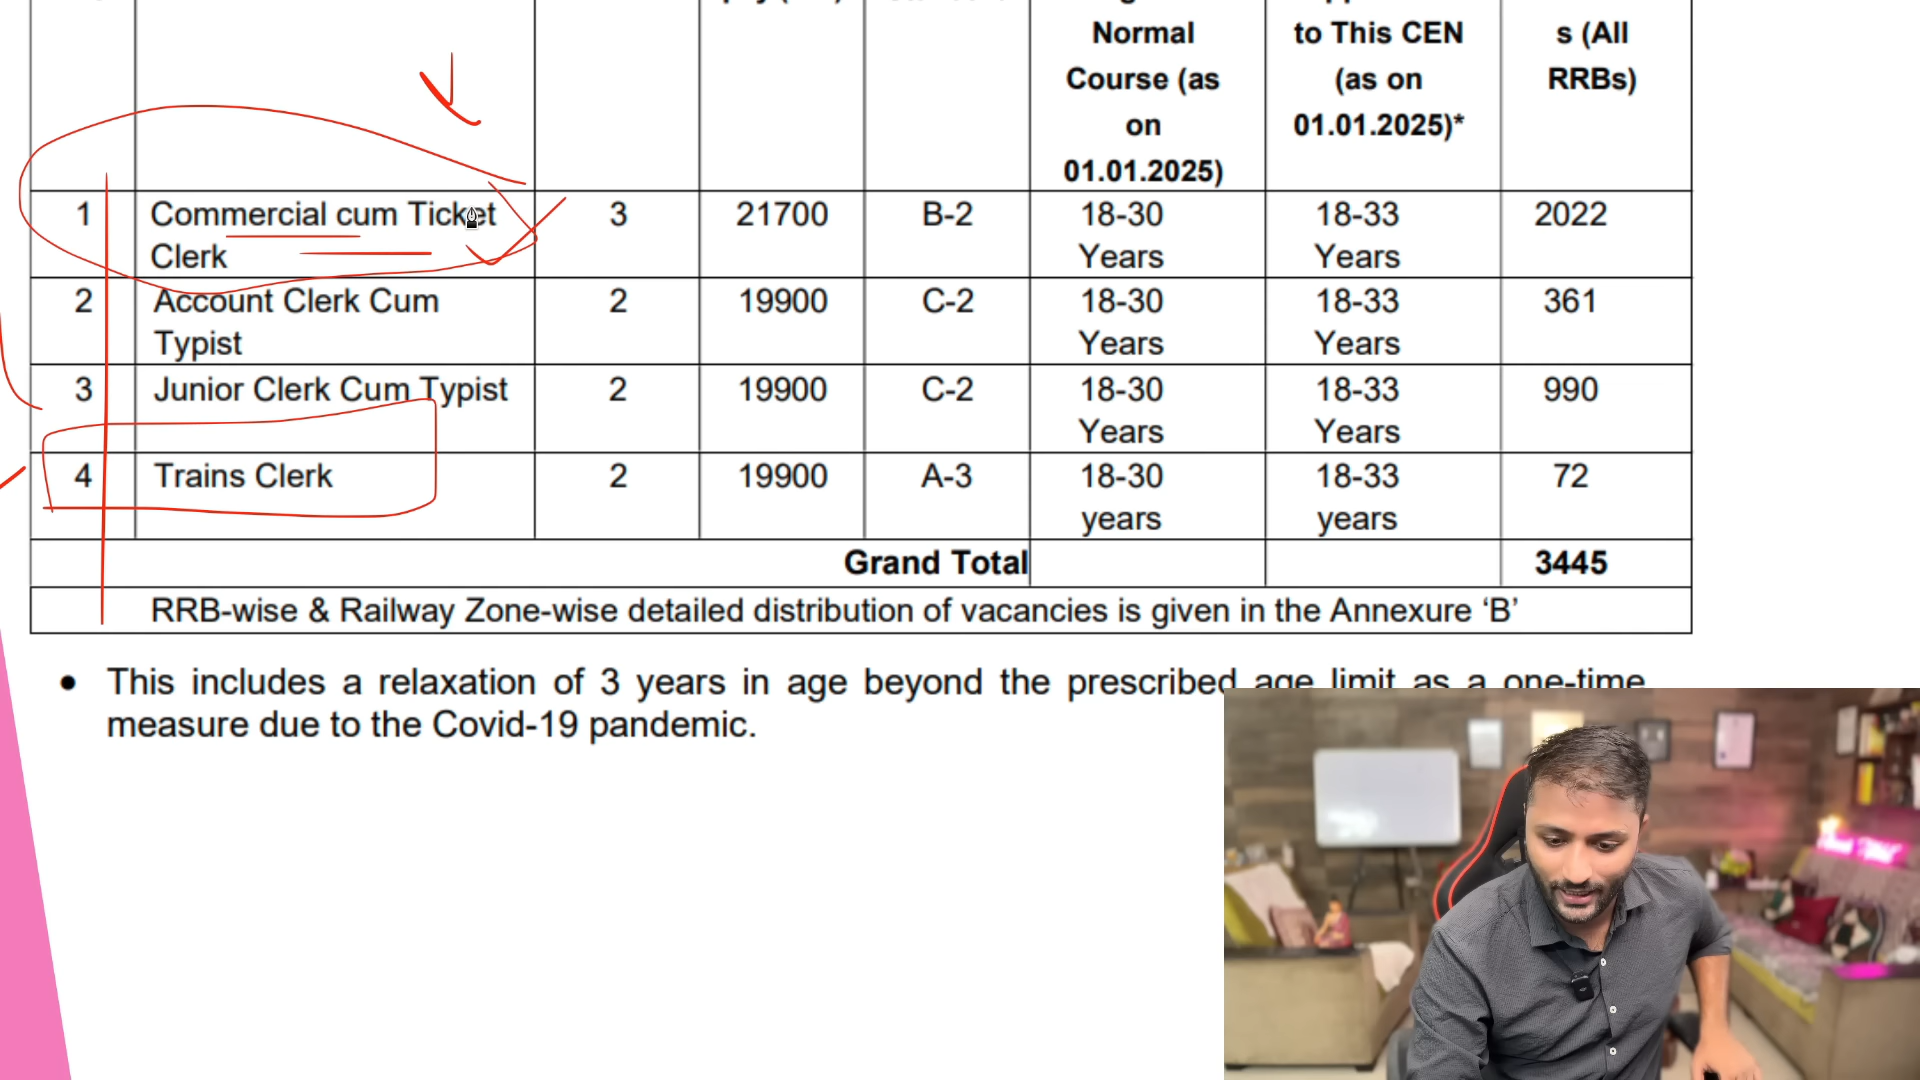 Normal
Course (as
on
01.01.2025)
to This CEN
(as on
01.01.2025)*
s (All
RRBs)
1 Commercial cum Ticket Clerk 3 21700 B-2 18-30 Years 18-33 Years 2022
2 Account Clerk Cum Typist 2 19900 C-2 18-30 Years 18-33 Years 361
3 Junior Clerk Cum Typist 2 19900 C-2 18-30 Years 18-33 Years 990
4 Trains Clerk 2 19900 A-3 18-30 years 18-33 years 72
Grand Total 3445
RRB-wise & Railway Zone-wise detailed distribution of vacancies is given in the Annexure ‘B’
• This includes a relaxation of 3 years in age beyond the prescribed age limit as a one-time
measure due to the Covid-19 pandemic.